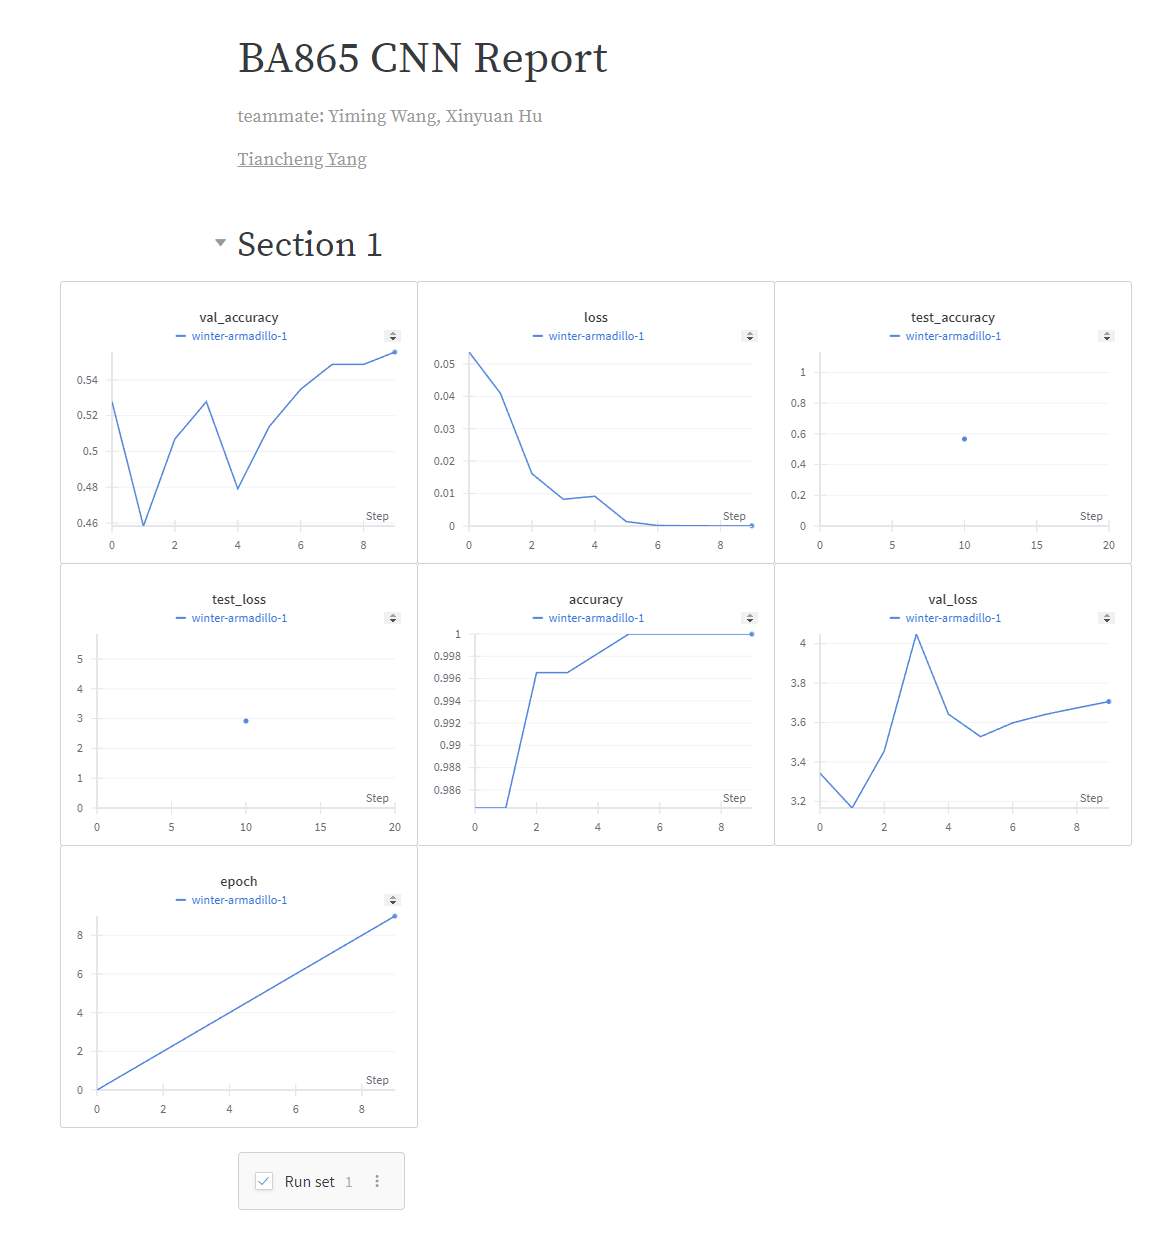 BA865 CNN Report
teammate: Yiming Wang, Xinyuan Hu
Tiancheng Yang
Section 1
val_accuracy
winter-armadillo-1
0.54
0.52
0.5
0.48
0.46
Step
0 2 4 6 8
loss
winter-armadillo-1
0.05
0.04
0.03
0.02
0.01
0
Step
0 2 4 6 8
test_accuracy
winter-armadillo-1
1
0.8
0.6
0.4
0.2
0
Step
0 5 10 15 20
test_loss
winter-armadillo-1
5
4
3
2
1
0
Step
0 5 10 15 20
accuracy
winter-armadillo-1
1
0.998
0.996
0.994
0.992
0.99
0.988
0.986
Step
0 2 4 6 8
val_loss
winter-armadillo-1
4
3.8
3.6
3.4
3.2
Step
0 2 4 6 8
epoch
winter-armadillo-1
8
6
4
2
0
Step
0 2 4 6 8
Run set 1